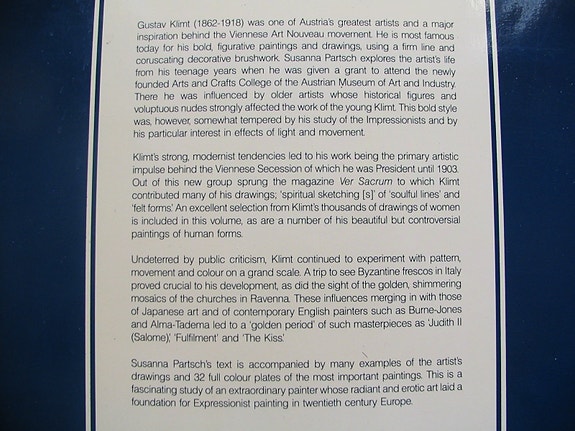 Gustav Klimt (1862-1918) was one of Austria's greatest artists and a major
inspiration behind the Viennese Art Nouveau movement. He is most famous
today for his bold, figurative paintings and drawings, using a firm line and
coruscating decorative brushwork. Susanna Partsch explores the artist's life
from his teenage years when he was given a grant to attend the newly
founded Arts and Crafts College of the Austrian Museum of Art and Industry.
There he was influenced by older artists whose historical figures and
voluptuous nudes strongly affected the work of the young Klimt. This bold style
was, however, somewhat tempered by his study of the Impressionists and by
his particular interest in effects of light and movement.
Klimt's strong, modernist tendencies led to his work being the primary artistic
impulse behind the Viennese Secession of which he was President until 1903.
Out of this new group sprung the magazine Ver Sacrum to which Klimt
contributed many of his drawings; 'spiritual sketching [s]' of 'soulful lines' and
'felt forms.' An excellent selection from Klimt's thousands of drawings of women
is included in this volume, as are a number of his beautiful but controversial
paintings of human forms.
Undeterred by public criticism, Klimt continued to experiment with pattern,
movement and colour on a grand scale. A trip to see Byzantine frescos in Italy
proved crucial to his development, as did the sight of the golden, shimmering
mosaics of the churches in Ravenna. These influences merging in with those
of Japanese art and of contemporary English painters such as Burne-Jones
and Alma-Tadema led to a 'golden period' of such masterpieces as 'Judith II
(Salome),' 'Fulfilment' and 'The Kiss.'
Susanna Partsch's text is accompanied by many examples of the artist's
drawings and 32 full colour plates of the most important paintings. This is a
fascinating study of an extraordinary painter whose radiant and erotic art laid a
foundation for Expressionist painting in twentieth century Europe.